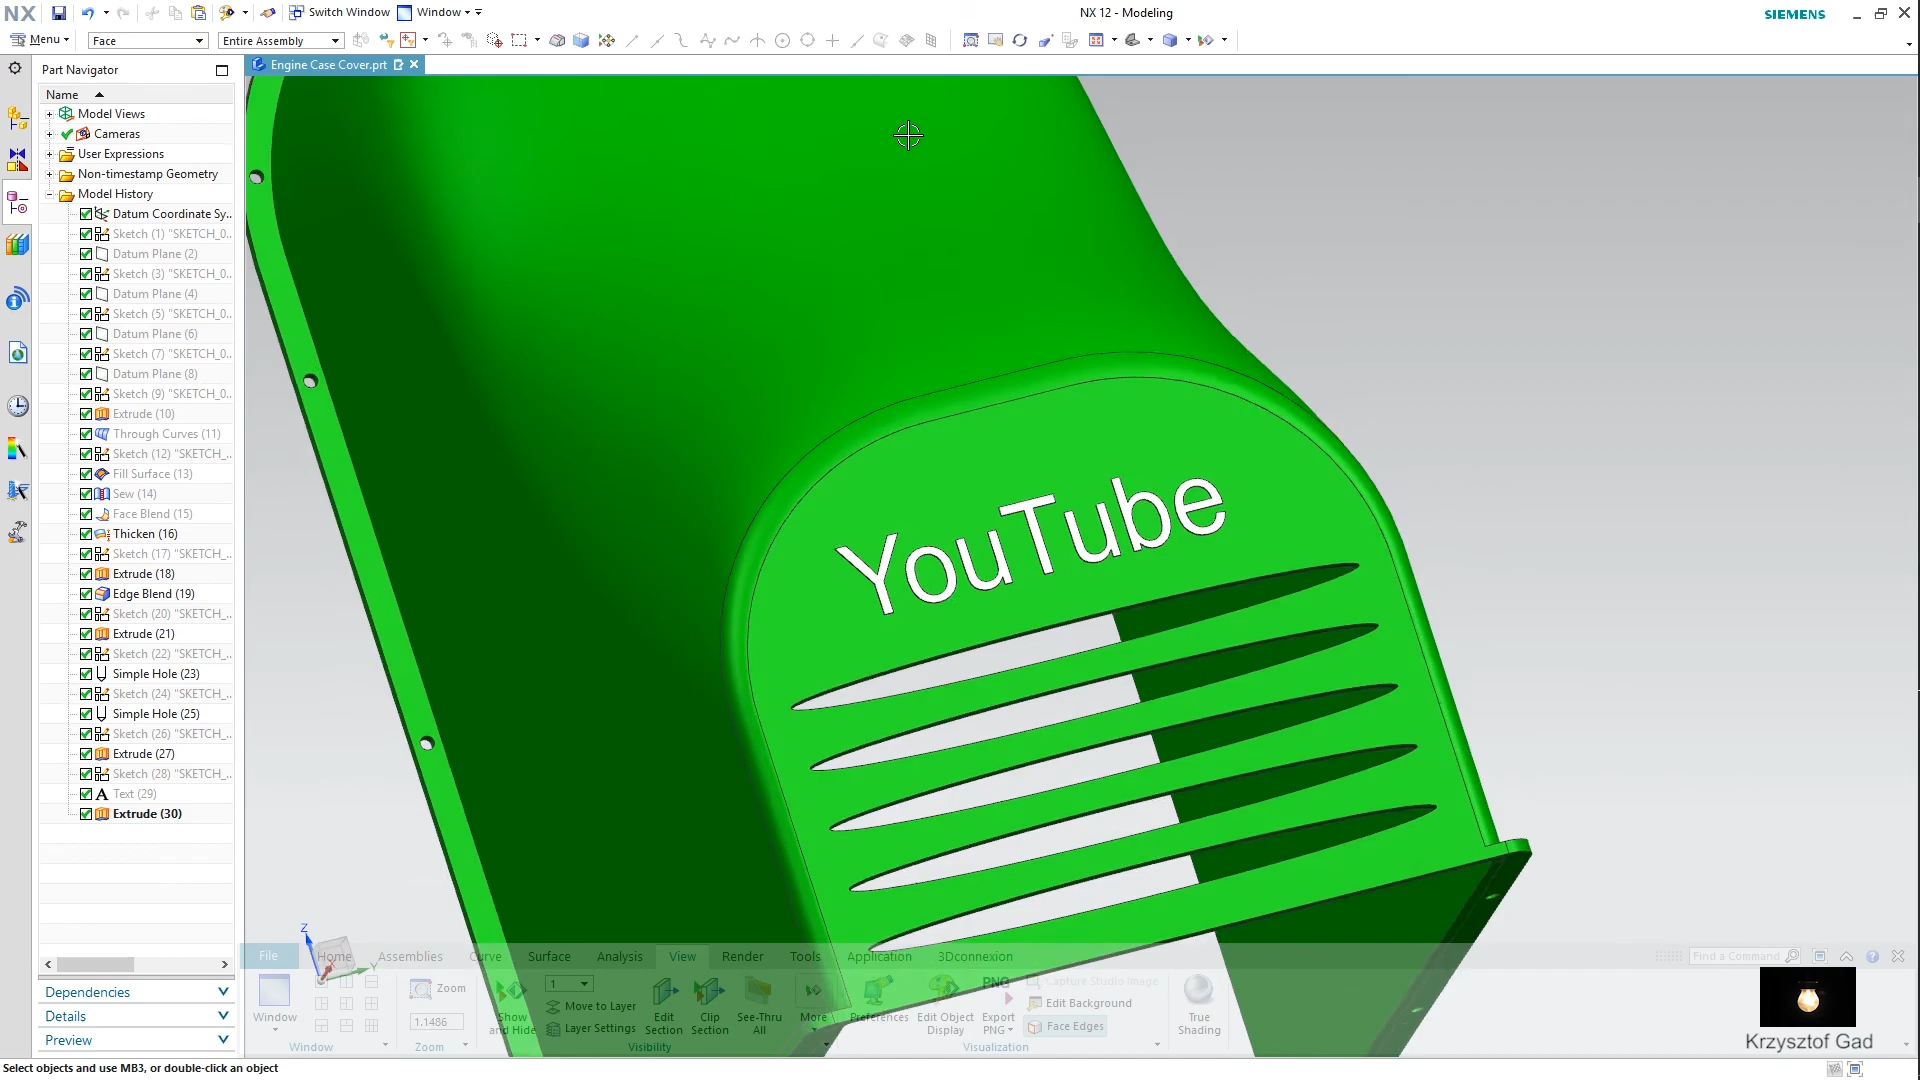 NX
Switch Window
Window
NX 12 - Modeling
SIEMENS
Menu
Face
Entire Assembly
Part Navigator
Engine Case Cover.prt
Name
Model Views
Cameras
User Expressions
Non-timestamp Geometry
Model History
Datum Coordinate Sy..
Sketch (1) "SKETCH_0..
Datum Plane (2)
Sketch (3) "SKETCH_0..
Datum Plane (4)
Sketch (5) "SKETCH_0..
Datum Plane (6)
Sketch (7) "SKETCH_0..
Datum Plane (8)
Sketch (9) "SKETCH_0..
Extrude (10)
Through Curves (11)
Sketch (12) "SKETCH_..
Fill Surface (13)
Sew (14)
Face Blend (15)
Thicken (16)
Sketch (17) "SKETCH_..
Extrude (18)
Edge Blend (19)
Sketch (20) "SKETCH_..
Extrude (21)
Sketch (22) "SKETCH_..
Simple Hole (23)
Sketch (24) "SKETCH_..
Simple Hole (25)
Sketch (26) "SKETCH_..
Extrude (27)
Sketch (28) "SKETCH_..
Text (29)
Extrude (30)
YouTube
Z
Y
File
Home
Assemblies
Curve
Surface
Analysis
View
Render
Tools
Application
3Dconnexion
Find a Command
Window
Zoom
1.1486
Show and Hide
1
Move to Layer
Layer Settings
Edit Section
Clip Section
See-Thru All
More
Preferences
Edit Object Display
PNG
Export PNG
Capture Studio Image
Edit Background
Face Edges
True Shading
Window
Zoom
Visibility
Visualization
Dependencies
Details
Preview
Krzysztof Gad
Select objects and use MB3, or double-click an object